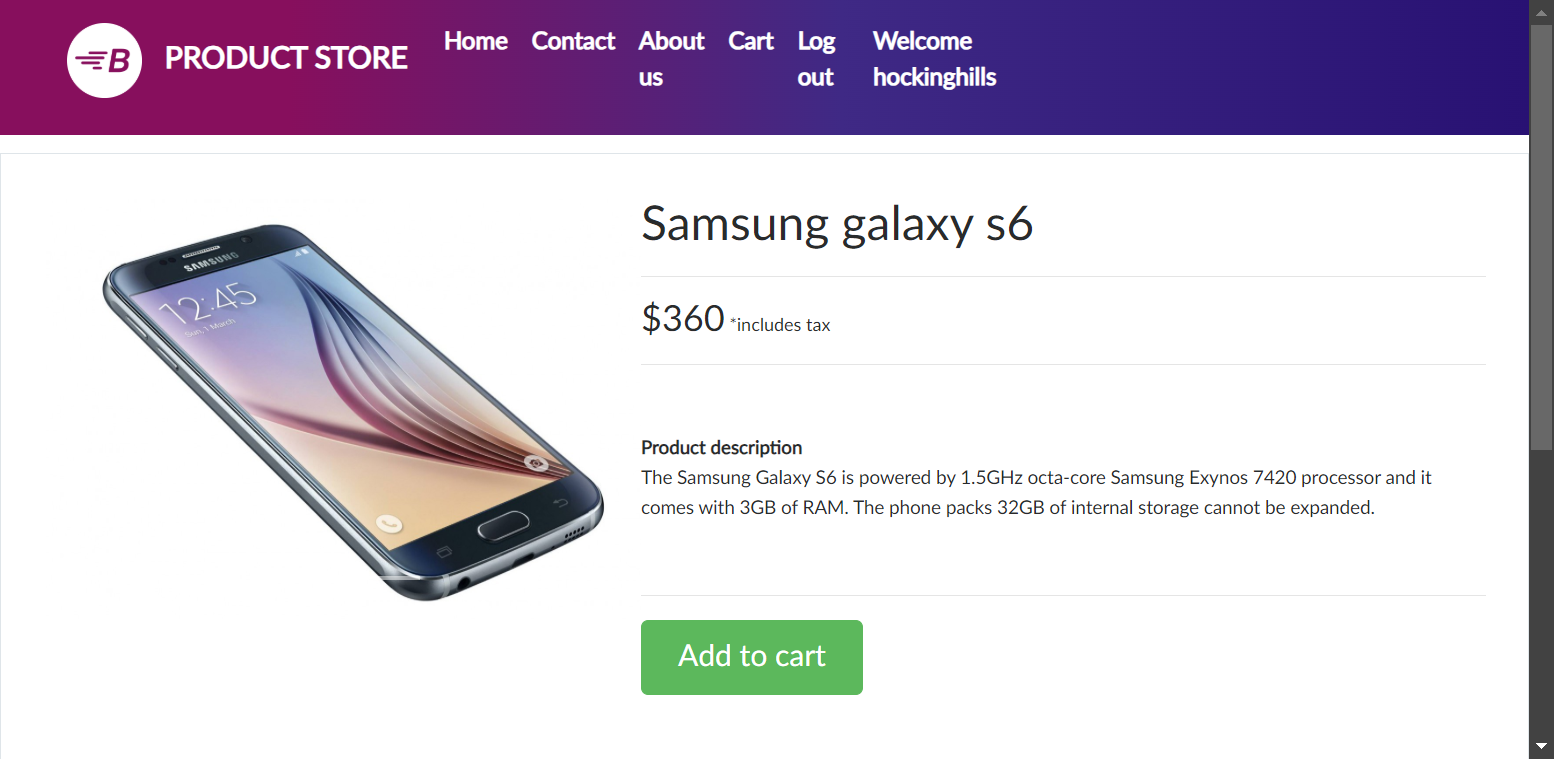 B PRODUCT STORE Home Contact About us Cart Log out Welcome hockinghills
Samsung galaxy s6
SAMSUNG
12:45
Sun, 1 March
$360 *includes tax
Product description
The Samsung Galaxy S6 is powered by 1.5GHz octa-core Samsung Exynos 7420 processor and it
comes with 3GB of RAM. The phone packs 32GB of internal storage cannot be expanded.
Add to cart